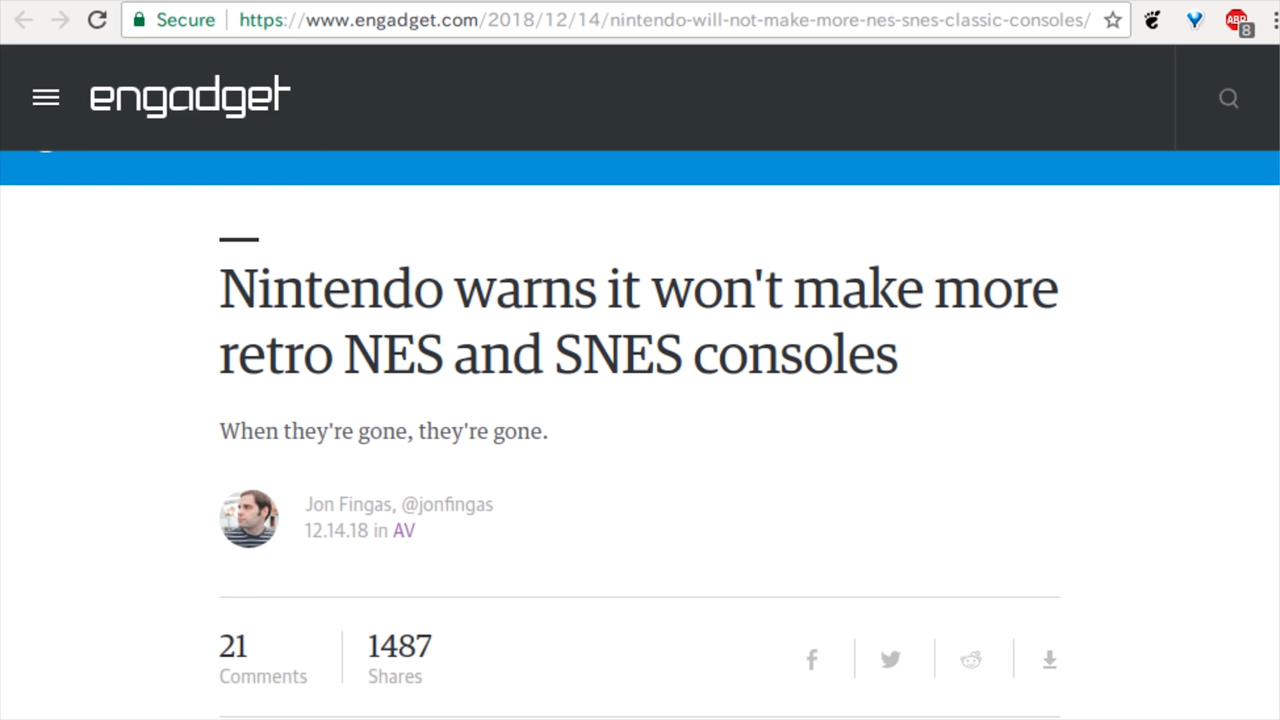 Secure https://www.engadget.com/2018/12/14/nintendo-will-not-make-more-nes-snes-classic-consoles/
ABP
8
engadget
Nintendo warns it won't make more
retro NES and SNES consoles
When they're gone, they're gone.
Jon Fingas, @jonfingas
12.14.18 in AV
21 1487
Comments Shares